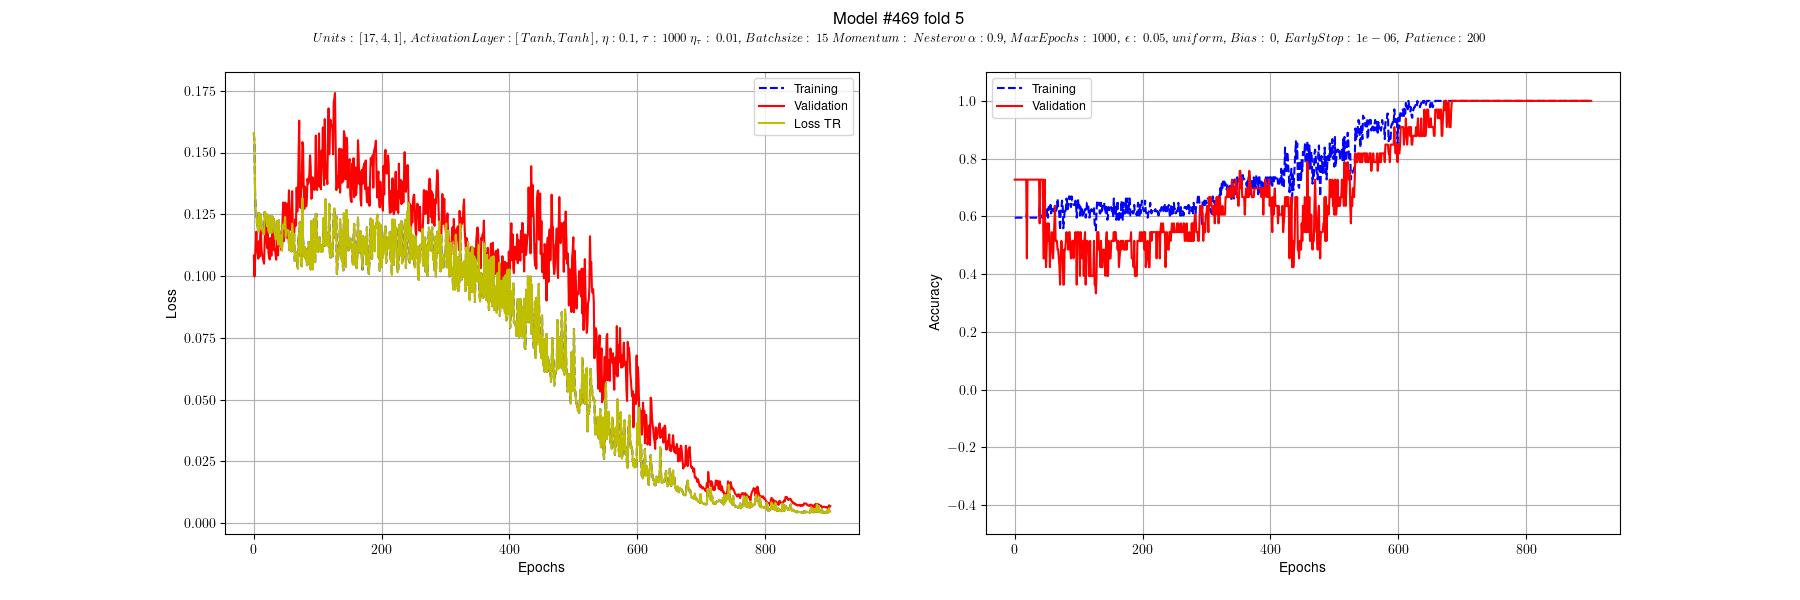 Model #469 fold 5
Units : [17, 4, 1], ActivationLayer : [Tanh, Tanh], η : 0.1, τ : 1000 ητ : 0.01, Batchsize : 15 Momentum : Nesterov α : 0.9, MaxEpochs : 1000, ϵ : 0.05, uniform, Bias : 0, EarlyStop : 1e − 06, Patience : 200
Training
Validation
Loss TR
0.175
0.150
0.125
0.100
0.075
0.050
0.025
0.000
Loss
0 200 400 600 800
Epochs
Training
Validation
1.0
0.8
0.6
0.4
0.2
0.0
−0.2
−0.4
Accuracy
0 200 400 600 800
Epochs